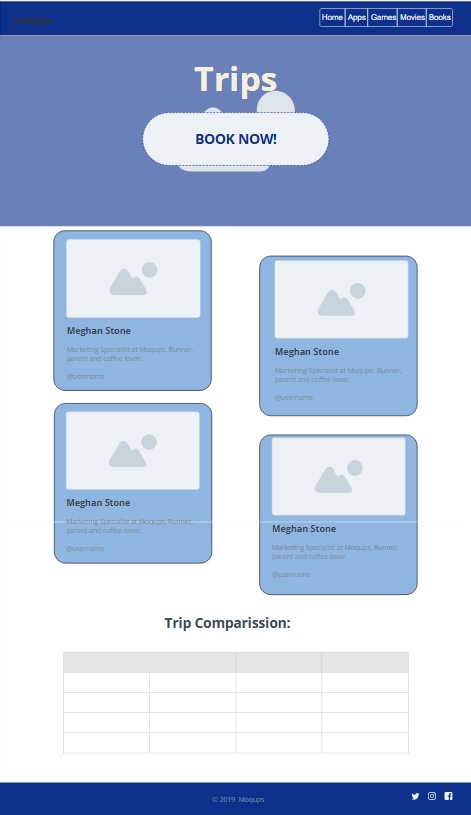 Moqups
Home Apps Games Movies Books
Trips
BOOK NOW!
Meghan Stone
Marketing Specialist at Moqups. Runner,
parent and coffee lover.
@username
Meghan Stone
Marketing Specialist at Moqups. Runner,
parent and coffee lover.
@username
Meghan Stone
Marketing Specialist at Moqups. Runner,
parent and coffee lover.
@username
Meghan Stone
Marketing Specialist at Moqups. Runner,
parent and coffee lover.
@username
Trip Comparission:
© 2019 Moqups